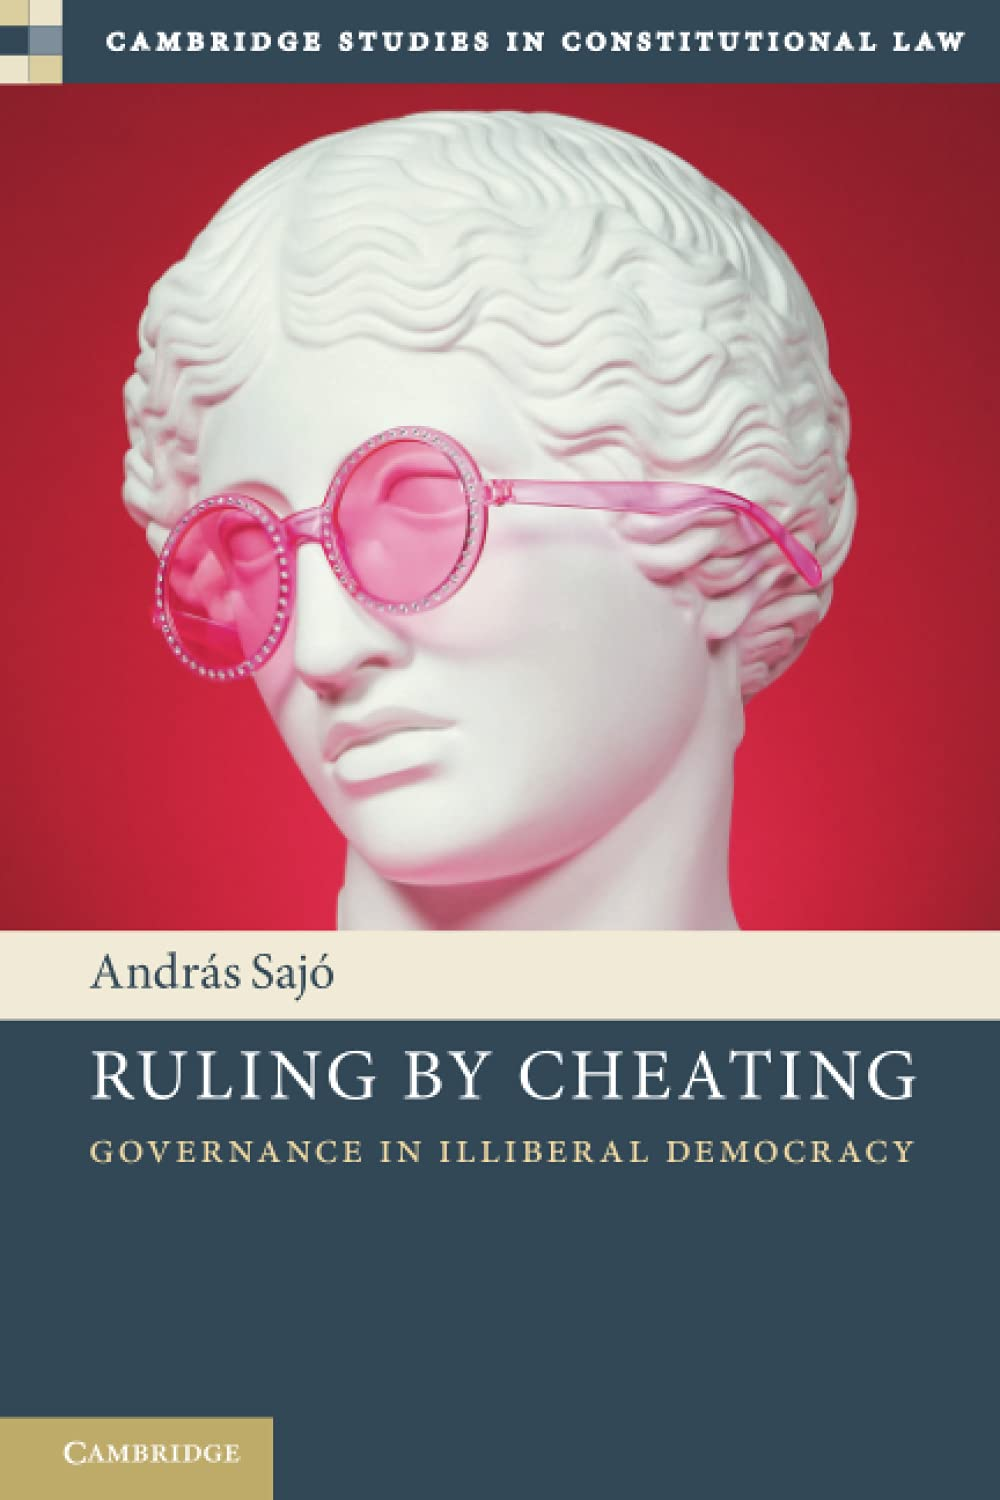 CAMBRIDGE STUDIES IN CONSTITUTIONAL LAW
András Sajó
RULING BY CHEATING
GOVERNANCE IN ILLIBERAL DEMOCRACY
CAMBRIDGE